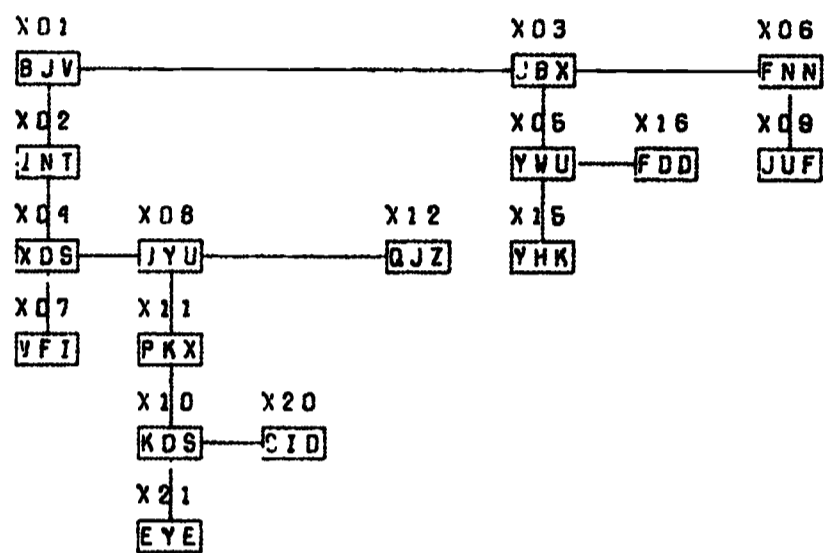 X01 X03 X06
BJV JBX FNN
X02 X05 X16 X09
INT YWU FDD JUF
X04 X08 X12 X15
XDS JYU QJZ YHK
X07 X11
VFI PKX
X10 X20
KDS CID
X21
EYE